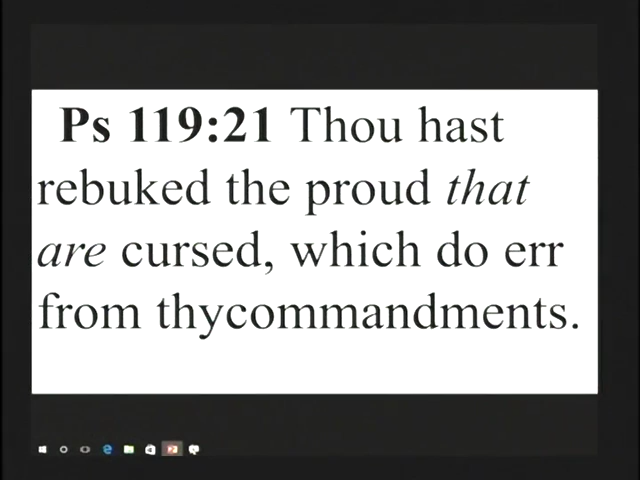 Ps 119:21 Thou hast
rebuked the proud that
are cursed, which do err
from thycommandments.